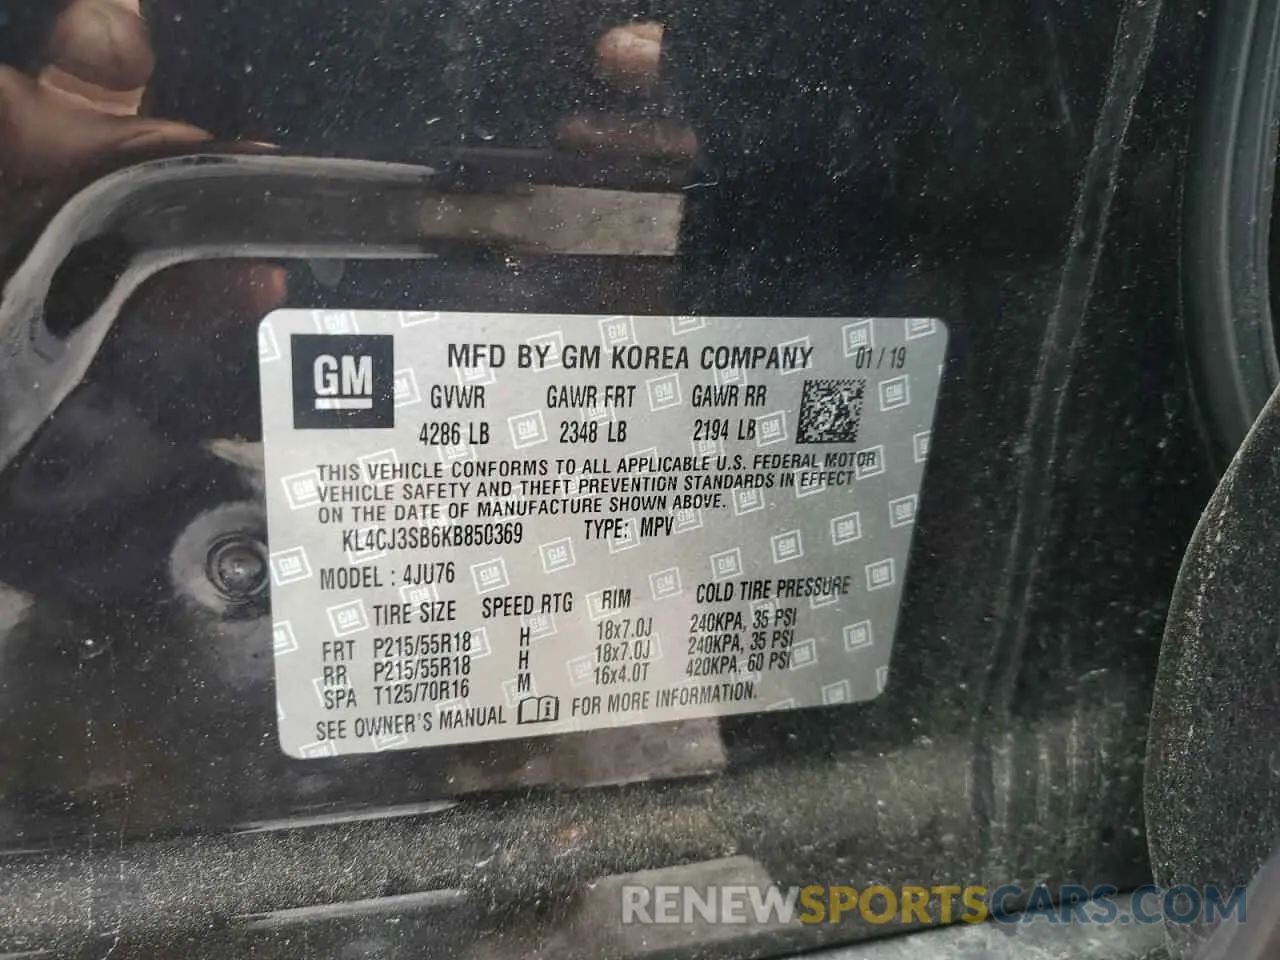 GM
MFD BY GM KOREA COMPANY 01/19
GVWR GAWR FRT GAWR RR
4286 LB 2348 LB 2194 LB
THIS VEHICLE CONFORMS TO ALL APPLICABLE U.S. FEDERAL MOTOR
VEHICLE SAFETY AND THEFT PREVENTION STANDARDS IN EFFECT
ON THE DATE OF MANUFACTURE SHOWN ABOVE.
KL4CJ3SB6KB850369 TYPE: MPV
MODEL : 4JU76
TIRE SIZE SPEED RTG RIM COLD TIRE PRESSURE
FRT P215/55R18 H 18x7.0J 240KPA, 35 PSI
RR P215/55R18 H 18x7.0J 240KPA, 35 PSI
SPA T125/70R16 M 16x4.0T 420KPA, 60 PSI
SEE OWNER'S MANUAL FOR MORE INFORMATION.
RENEWSPORTSCARS.COM